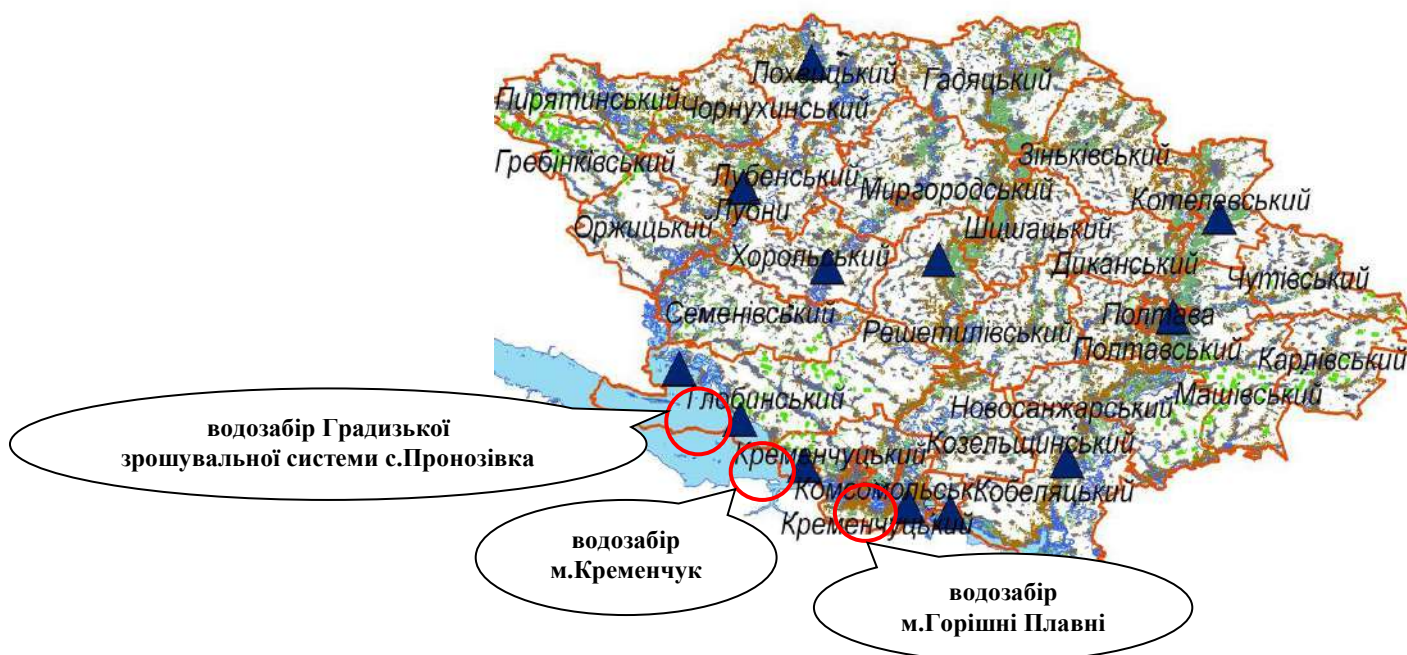 Лохвицький
Гадяцький
Пирятинський
Чорнухинський
Гребінківський
Зіньківський
Лубенський
Миргородський
Котелевський
Лубни
Оржицький
Шишацький
Хорольський
Диканський
Чутівський
Семенівський
Полтава
Решетилівський
Полтавський
Карлівський
Машівський
Глобинський
Новосанжарський
водозабір Градизької
зрошувальної системи с.Пронозівка
Козельщинський
Кременчуцький
Комсомольськ
Кобеляцький
Кременчуцький
водозабір
м.Кременчук
водозабір
м.Горішні Плавні